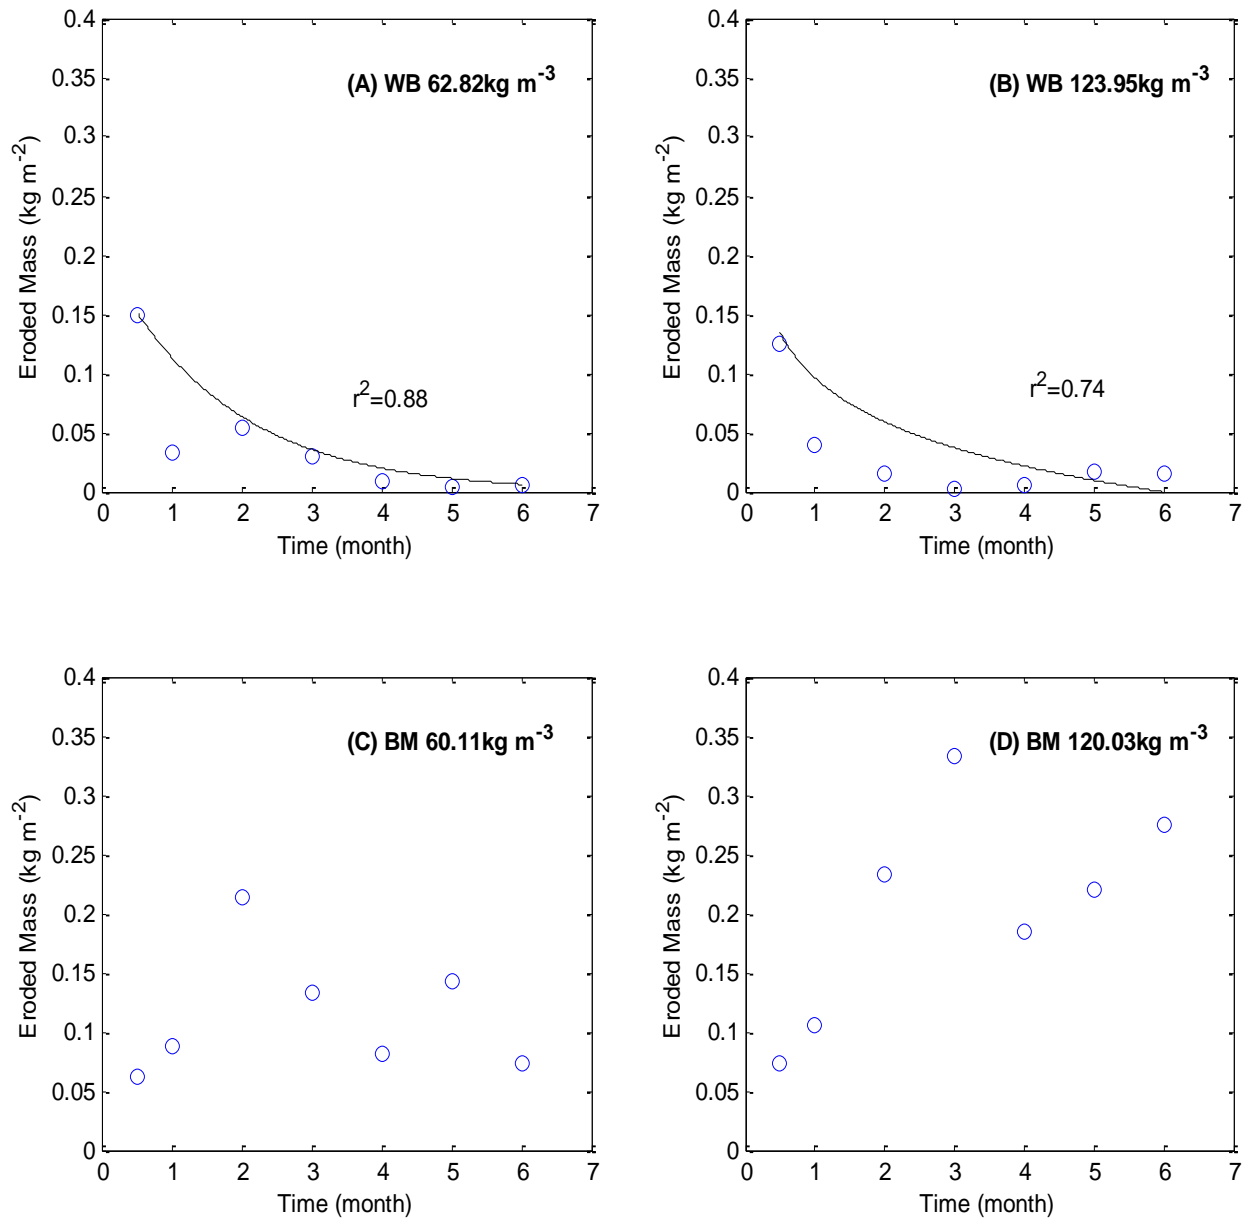 0.4
0.35
0.3
0.25
0.2
0.15
0.1
0.05
0
0 1 2 3 4 5 6 7
Time (month)
Eroded Mass (kg m-2)
(A) WB 62.82kg m-3
r2=0.88
0.4
0.35
0.3
0.25
0.2
0.15
0.1
0.05
0
0 1 2 3 4 5 6 7
Time (month)
Eroded Mass (kg m-2)
(B) WB 123.95kg m-3
r2=0.74
0.4
0.35
0.3
0.25
0.2
0.15
0.1
0.05
0
0 1 2 3 4 5 6 7
Time (month)
Eroded Mass (kg m-2)
(C) BM 60.11kg m-3
0.4
0.35
0.3
0.25
0.2
0.15
0.1
0.05
0
0 1 2 3 4 5 6 7
Time (month)
Eroded Mass (kg m-2)
(D) BM 120.03kg m-3